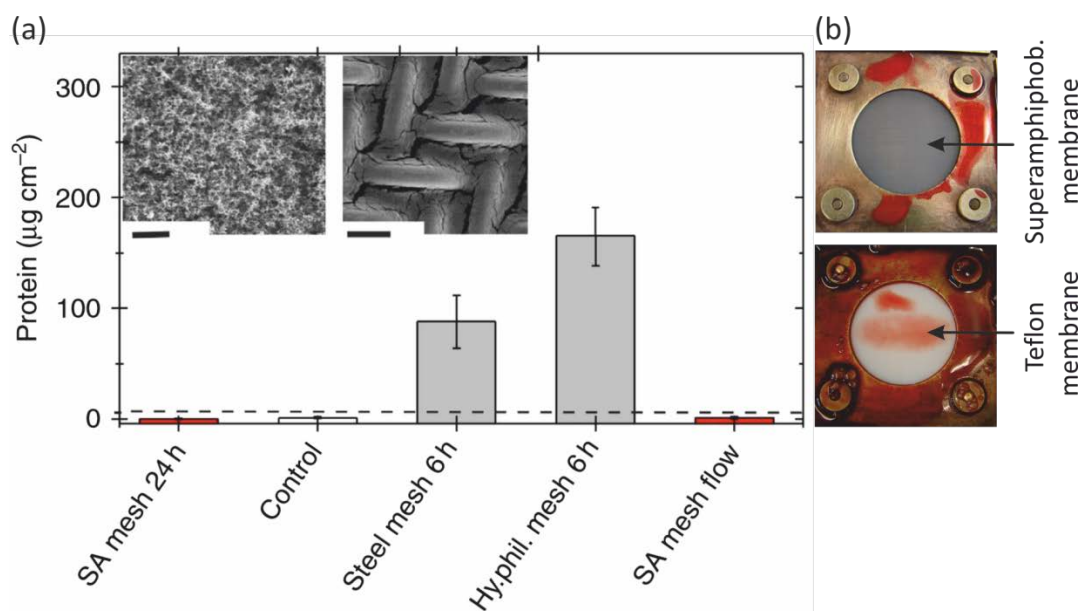 (a)
Protein (µg cm⁻²)
300
200
100
0
SA mesh 24 h
Control
Steel mesh 6 h
Hy.phil. mesh 6 h
SA mesh flow
(b)
Superamphiphob.
membrane
Teflon
membrane